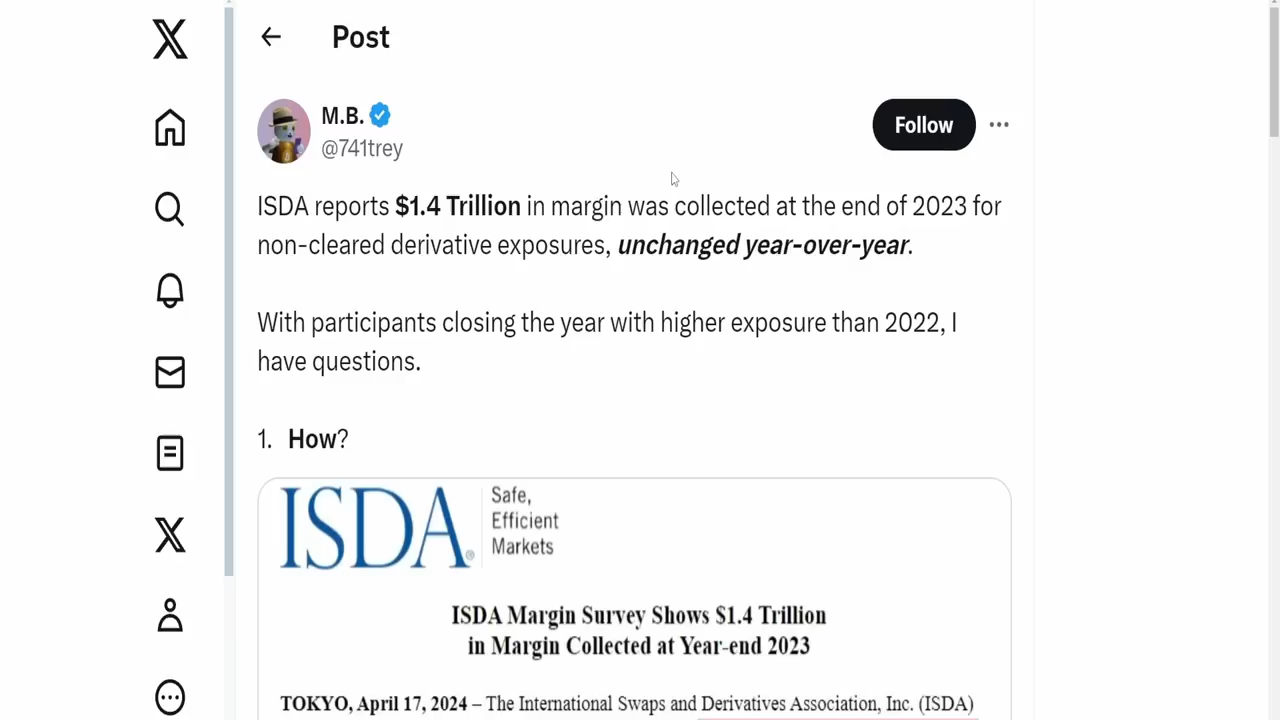 Post
M.B.
@741trey
Follow
ISDA reports $1.4 Trillion in margin was collected at the end of 2023 for
non-cleared derivative exposures, unchanged year-over-year.
With participants closing the year with higher exposure than 2022, I
have questions.
1. How?
ISDA®
Safe,
Efficient
Markets
ISDA Margin Survey Shows $1.4 Trillion
in Margin Collected at Year-end 2023
TOKYO, April 17, 2024 – The International Swaps and Derivatives Association, Inc. (ISDA)